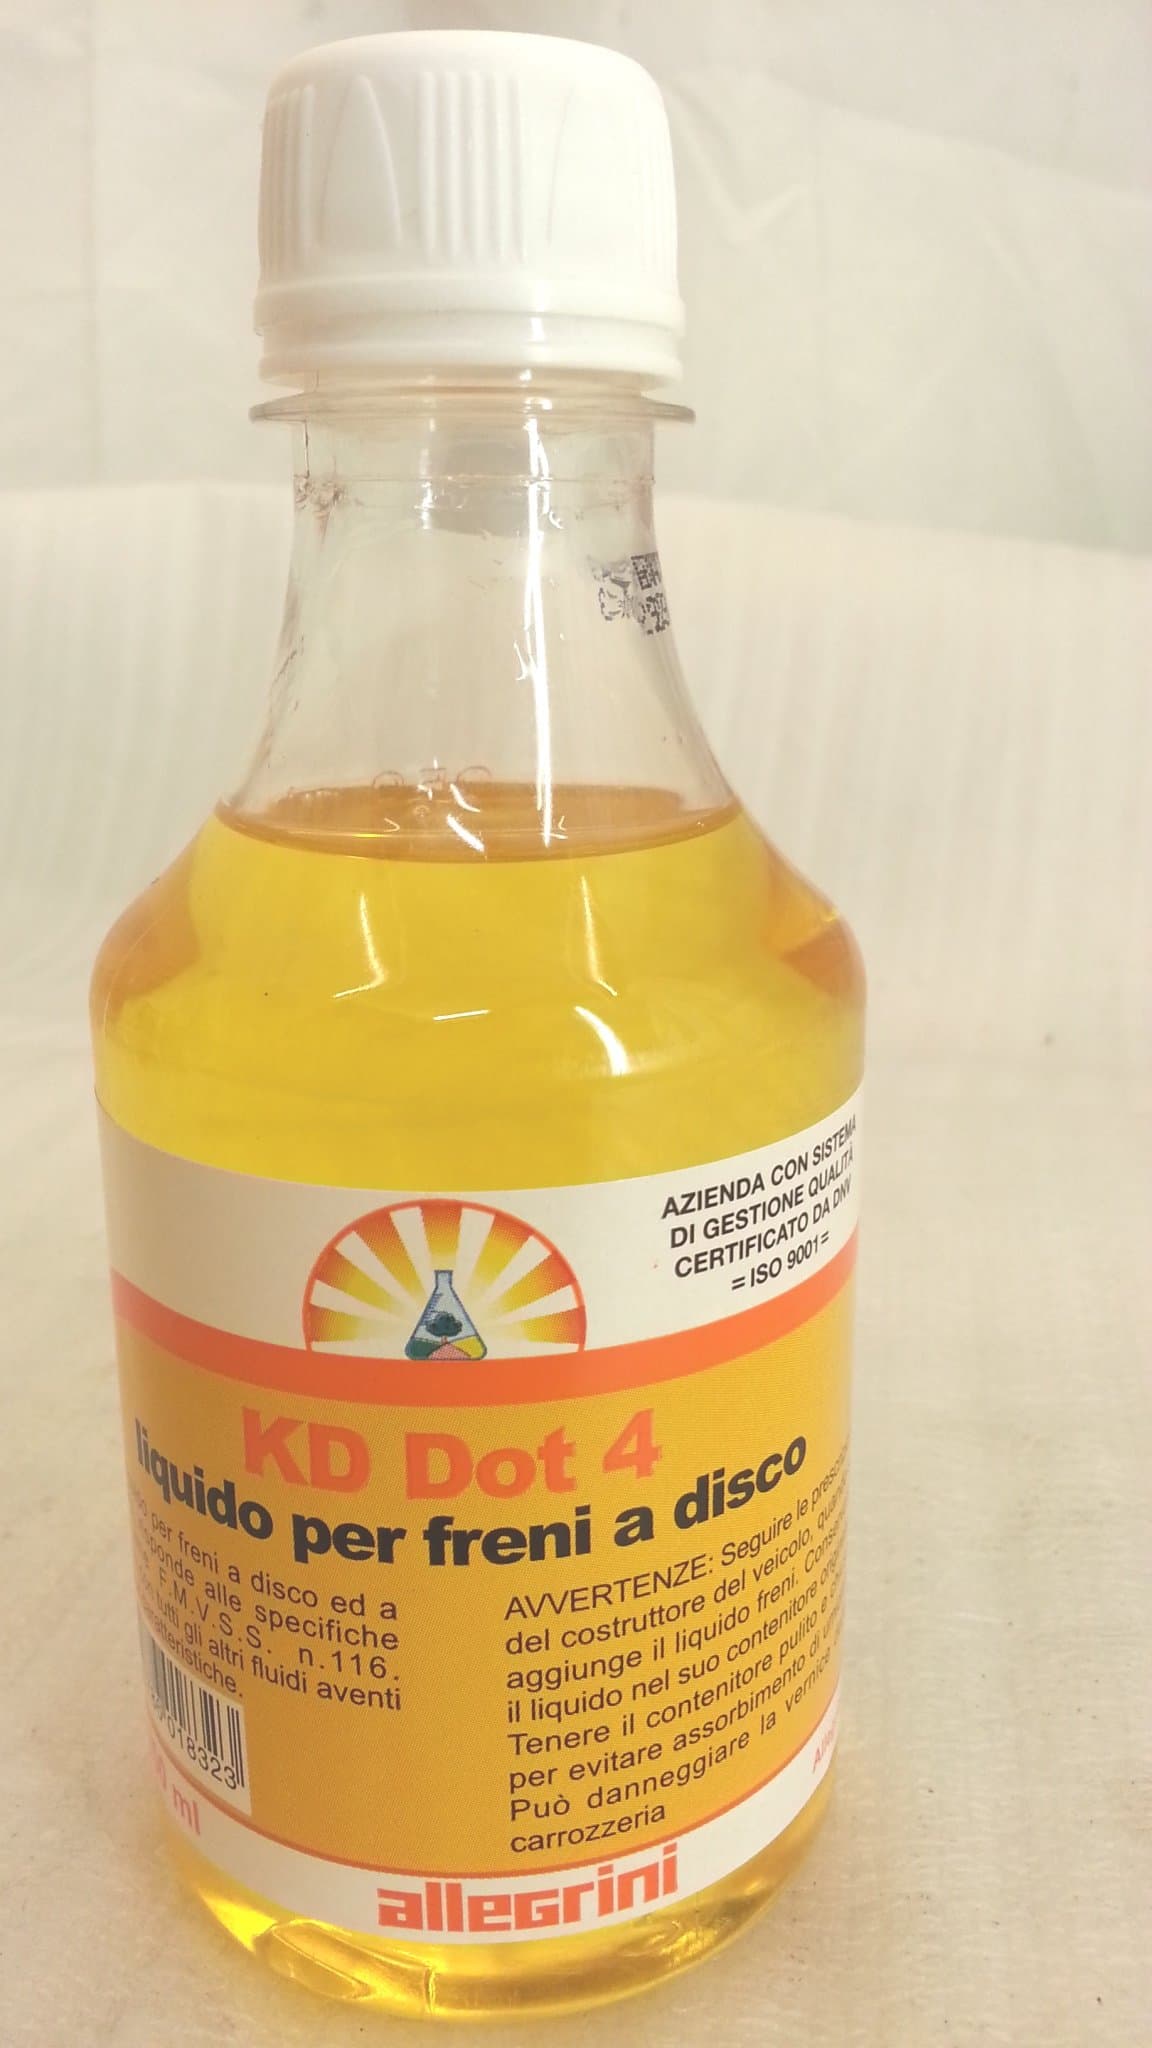 AZIENDA CON SISTEMA
DI GESTIONE QUALITÀ
CERTIFICATO DA DNV
= ISO 9001 =
KD Dot 4
liquido per freni a disco
per freni a disco ed a
alle specifiche
F.M.V.S.S. n.116.
tutti gli altri fluidi aventi
018323
ml
AVVERTENZE: Seguire le
del costruttore del veicolo,
aggiunge il liquido freni.
il liquido nel suo contenitore
Tenere il contenitore pulito e
per evitare assorbimento di
Può danneggiare la vernice
carrozzeria
allegrini